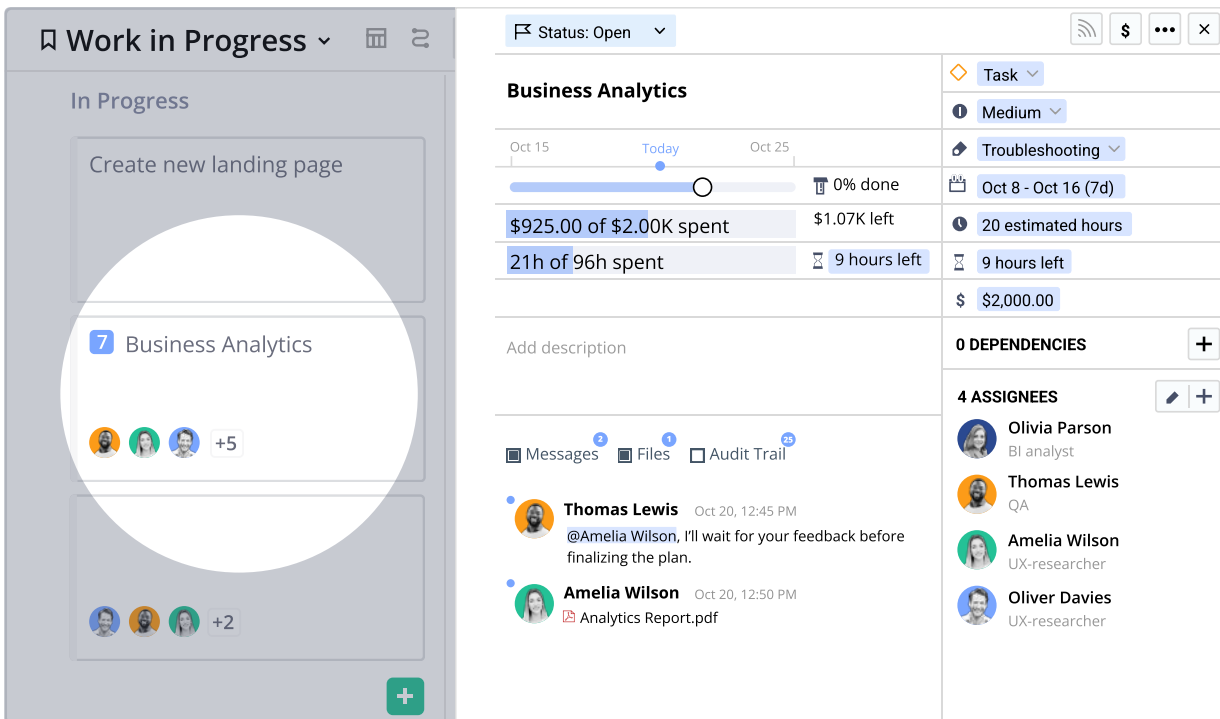 Work in Progress
In Progress
Create new landing page
7 Business Analytics
+5
+2
Status: Open
$
Business Analytics
Oct 15 Today Oct 25
0% done
$925.00 of $2.00K spent $1.07K left
21h of 96h spent 9 hours left
Add description
Messages 2 Files 1 Audit Trail 25
Thomas Lewis Oct 20, 12:45 PM
@Amelia Wilson, I’ll wait for your feedback before
finalizing the plan.
Amelia Wilson Oct 20, 12:50 PM
Analytics Report.pdf
Task
Medium
Troubleshooting
Oct 8 - Oct 16 (7d)
20 estimated hours
9 hours left
$ $2,000.00
0 DEPENDENCIES
4 ASSIGNEES
Olivia Parson
BI analyst
Thomas Lewis
QA
Amelia Wilson
UX-researcher
Oliver Davies
UX-researcher